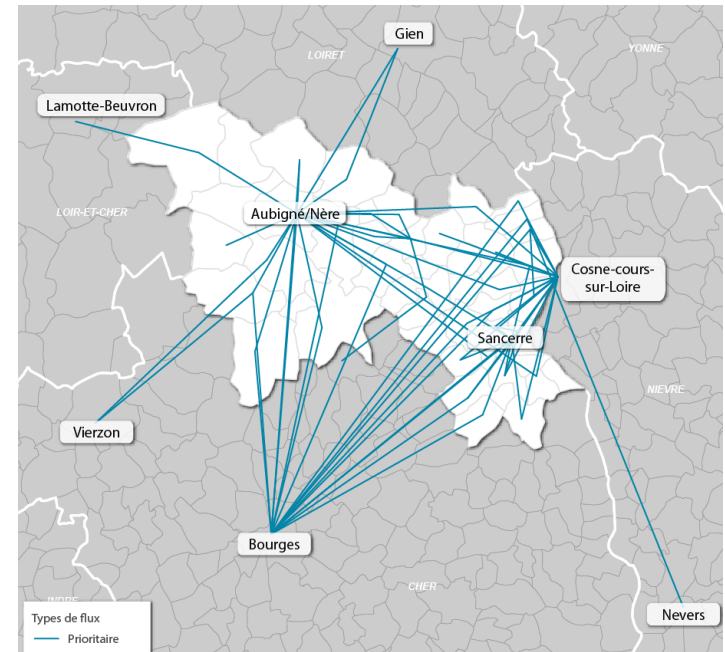 Gien
LOIRET
YONNE
Lamotte-Beuvron
LOIR-ET-CHER
Aubigné/Nère
Cosne-cours-
sur-Loire
Sancerre
NIEVRE
Vierzon
Bourges
CHER
INDRE
Nevers
Types de flux
Prioritaire